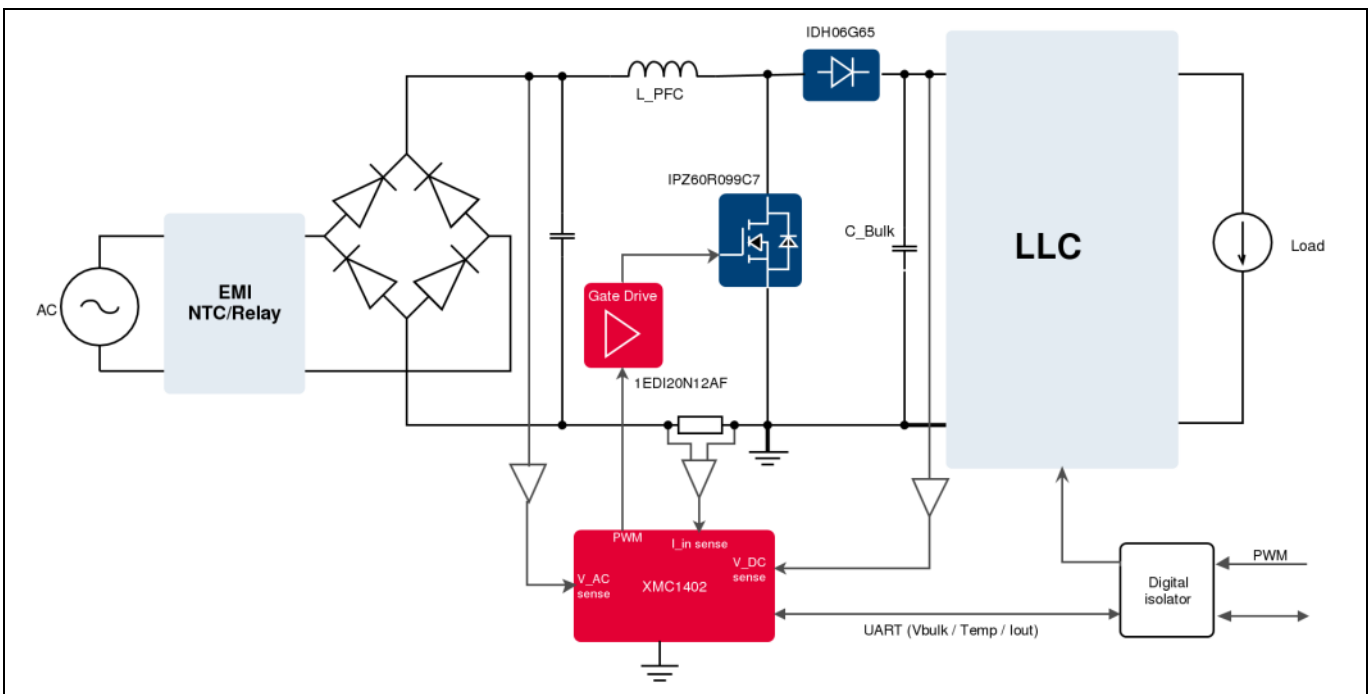 IDH06G65
L_PFC
IPZ60R099C7
C_Bulk
LLC
Load
AC
EMI
NTC/Relay
Gate Drive
1EDI20N12AF
PWM
I_in sense
V_DC
sense
V_AC
sense
XMC1402
PWM
Digital
isolator
UART (Vbulk / Temp / Iout)